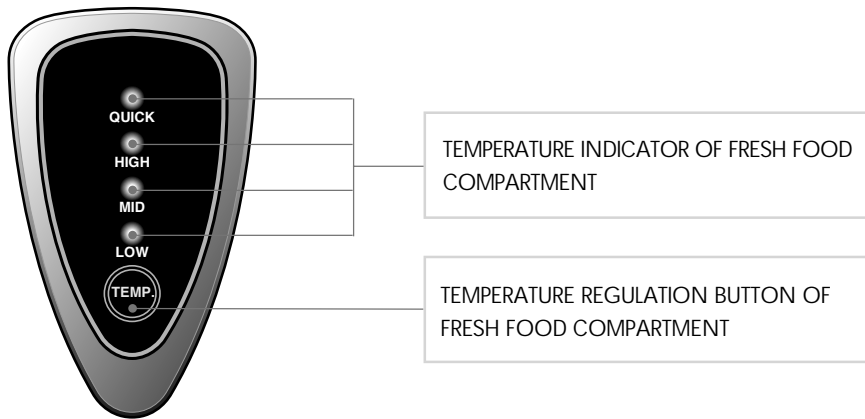 QUICK
HIGH
MID
LOW
TEMP.
TEMPERATURE INDICATOR OF FRESH FOOD
COMPARTMENT
TEMPERATURE REGULATION BUTTON OF
FRESH FOOD COMPARTMENT